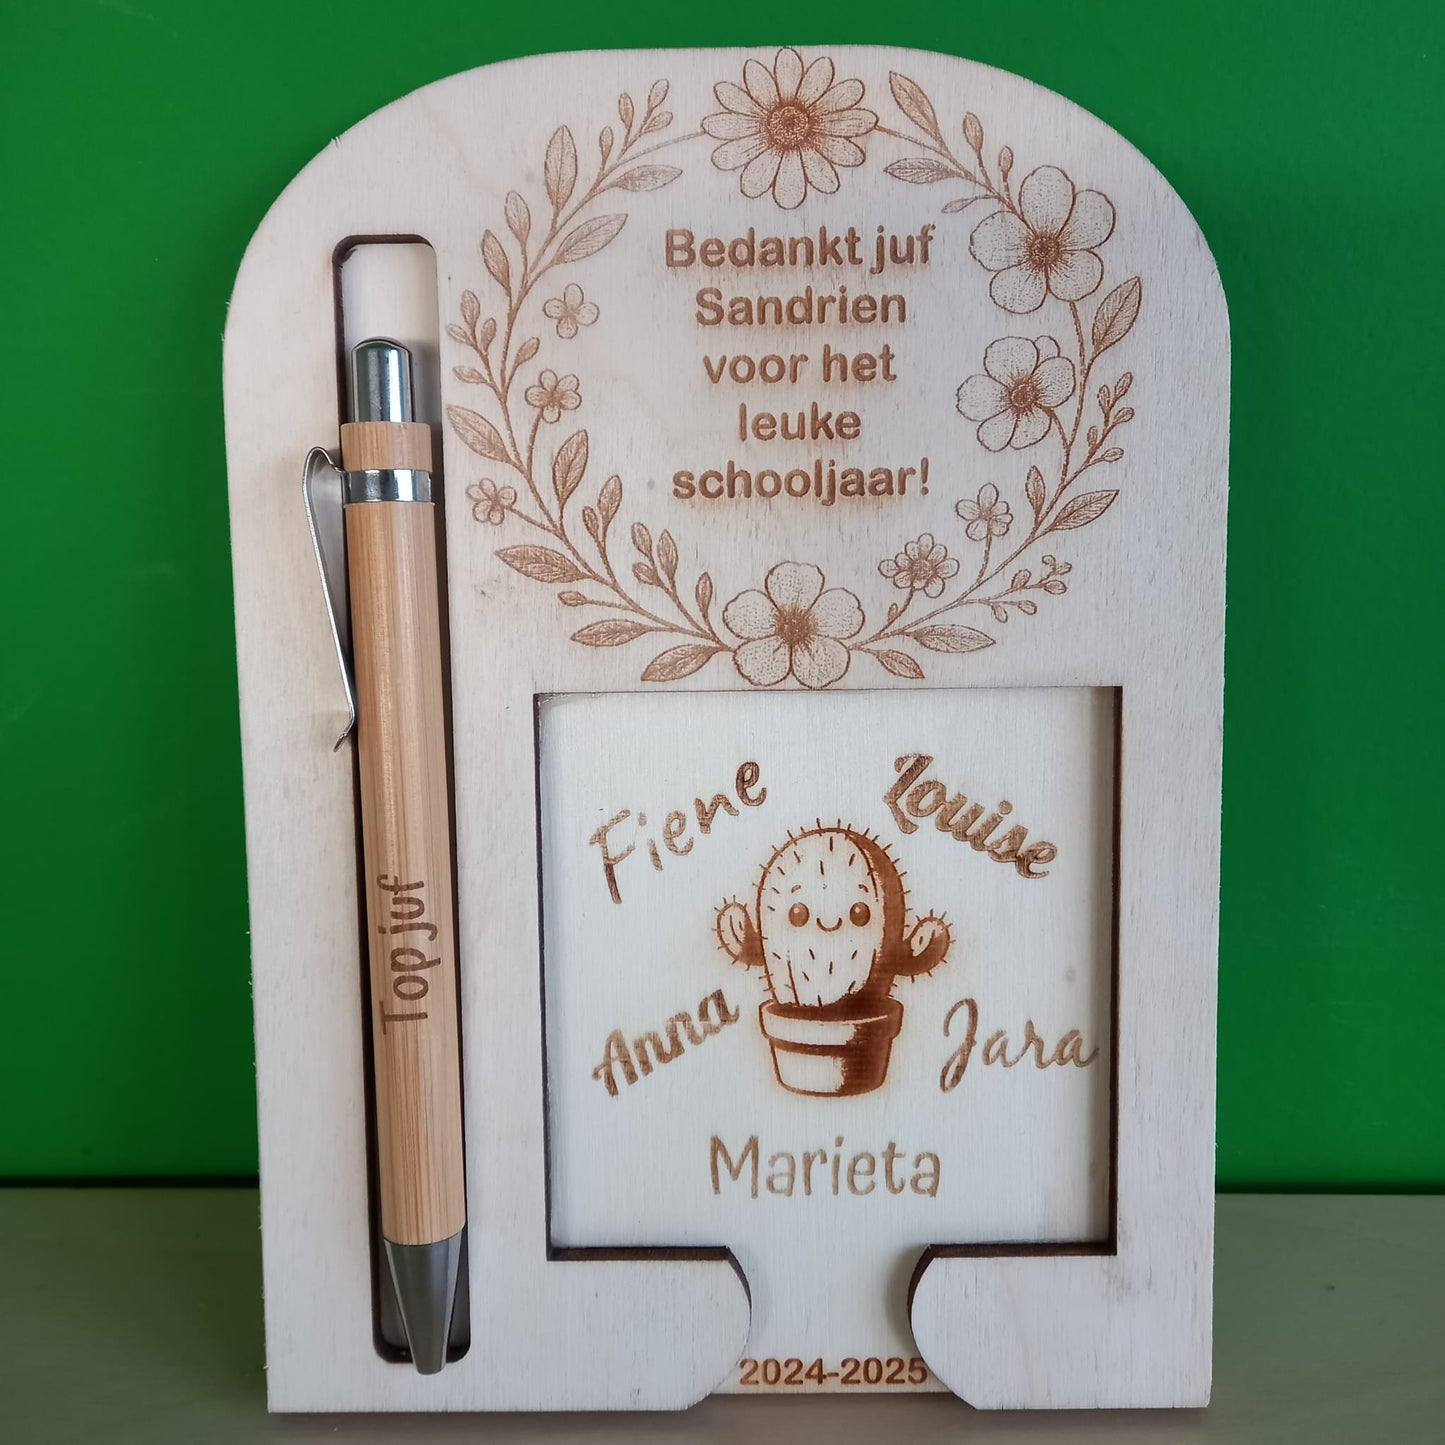 Bedankt juf
Sandrien
voor het
leuke
schooljaar!
Top juf
Fiene
Louise
Anna
Jara
Marieta
2024-2025